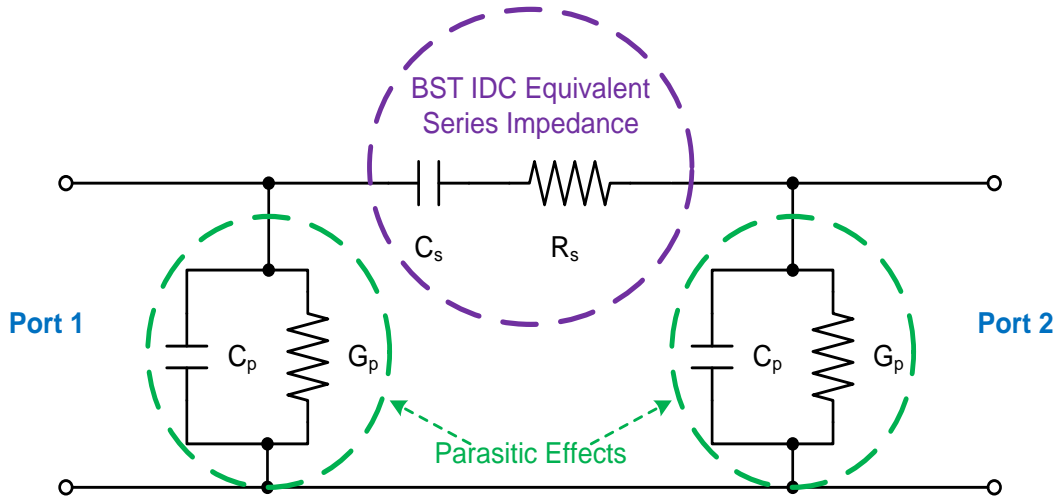 BST IDC Equivalent
Series Impedance
Cs
Rs
Port 1
Cp
Gp
Cp
Gp
Port 2
Parasitic Effects